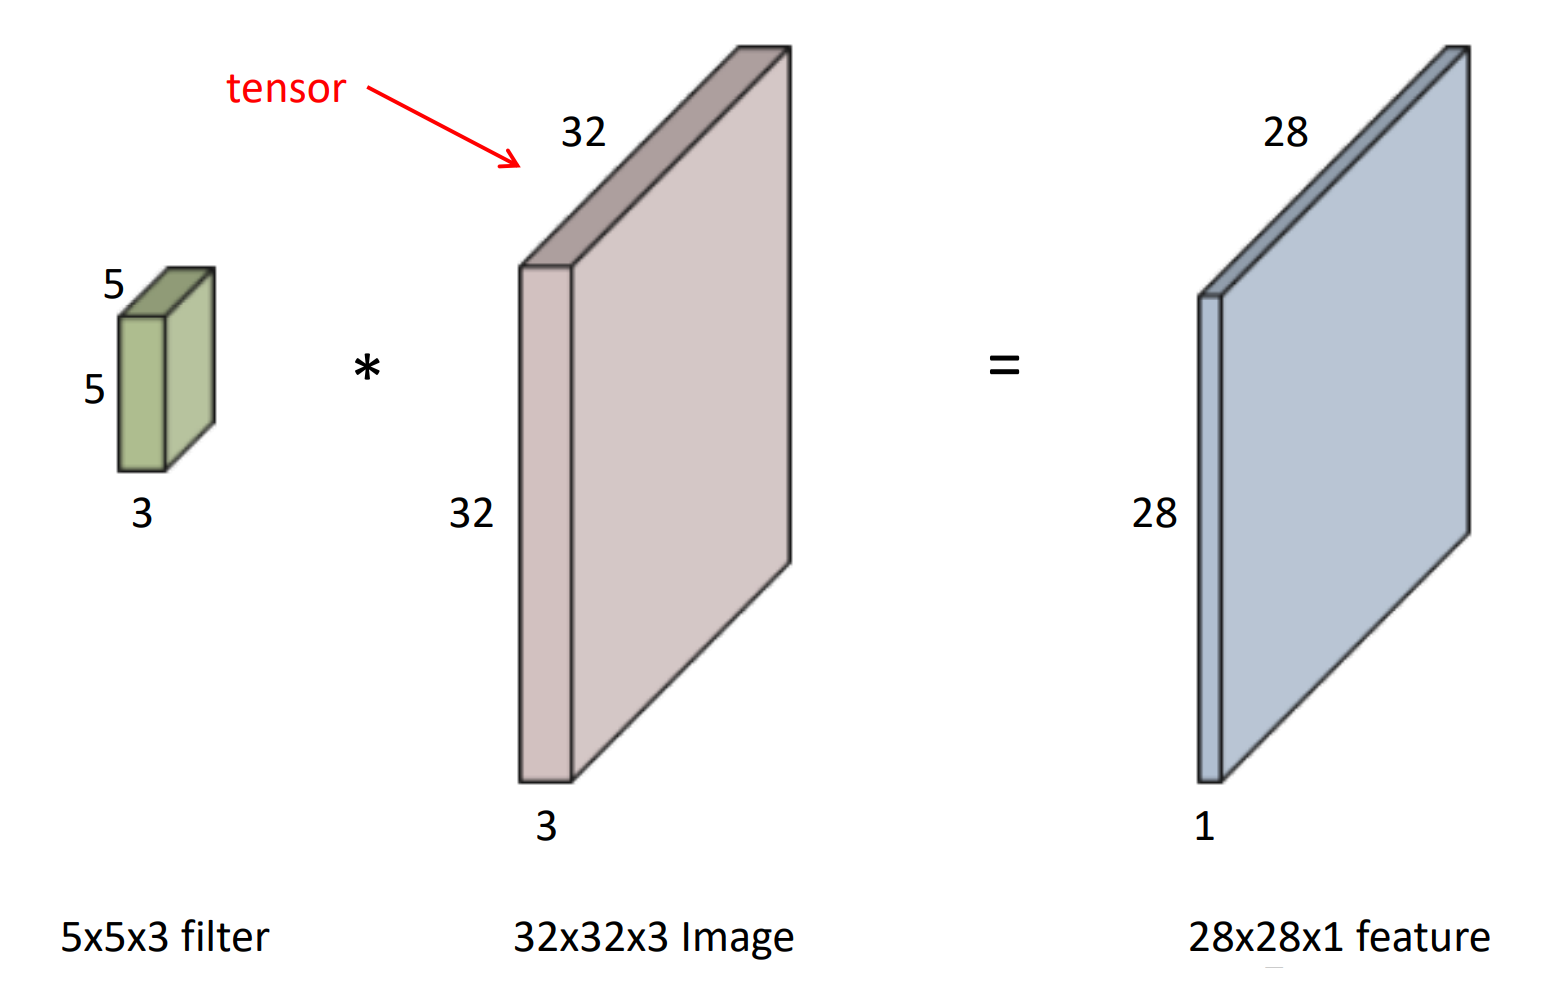 tensor
32
28
5
5
*
=
3
32
28
3
1
5x5x3 filter
32x32x3 Image
28x28x1 feature